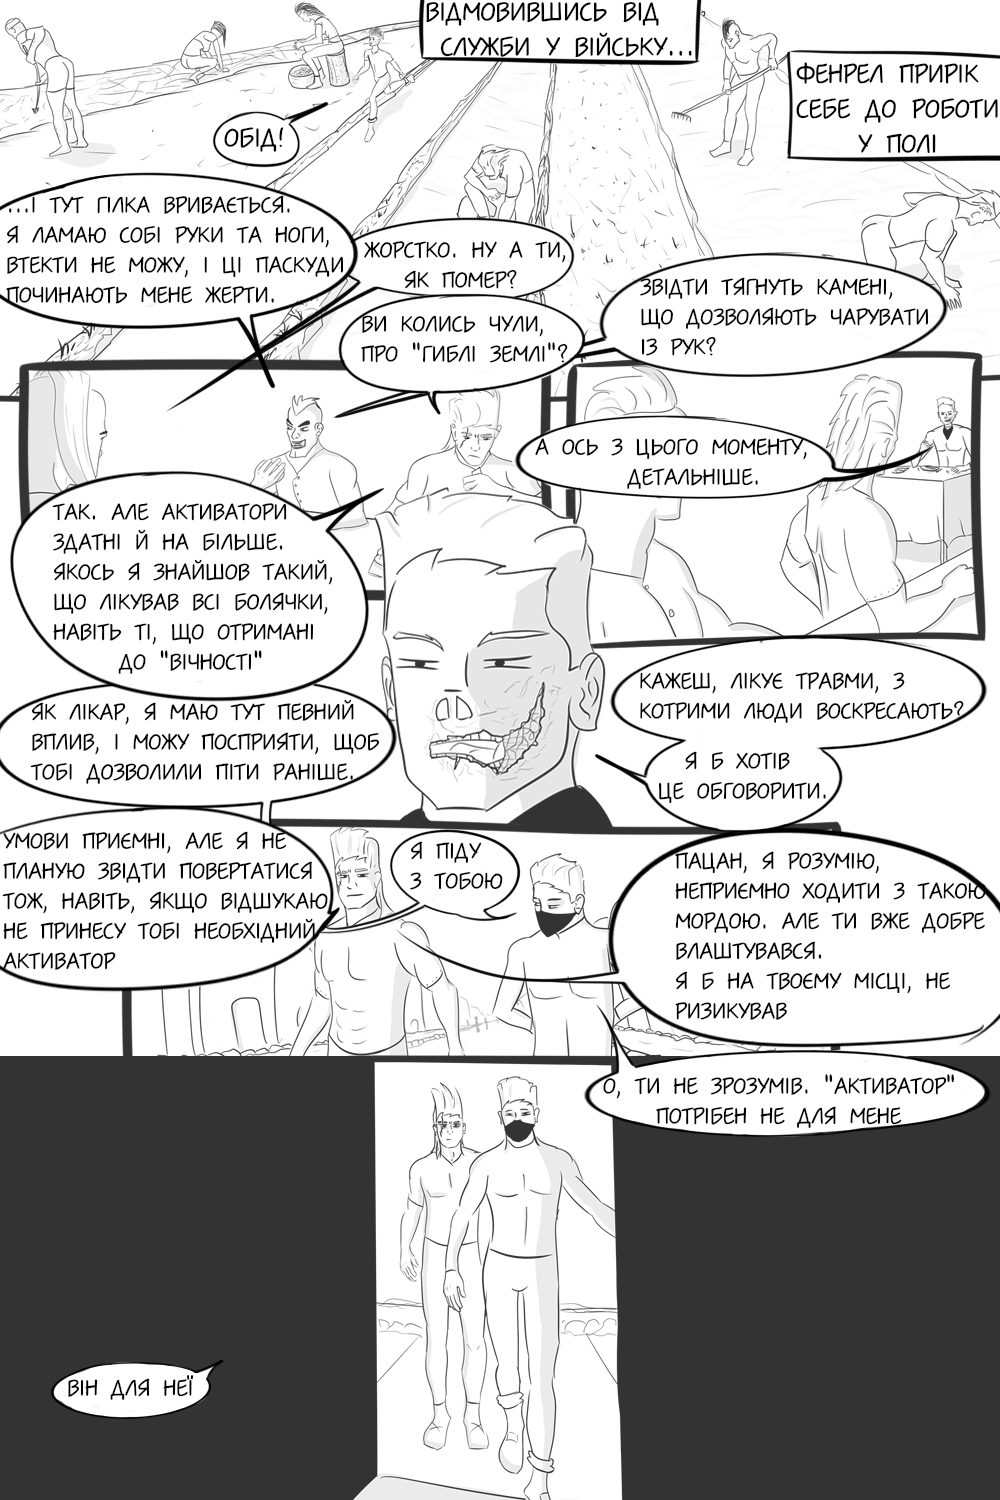 ВІДМОВИВШИСЬ ВІД
СЛУЖБИ У ВІЙСЬКУ...
ФЕНРЕЛ ПРИРІК
СЕБЕ ДО РОБОТИ
У ПОЛІ
ОБІД!
...І ТУТ ГІЛКА ВРИВАЄТЬСЯ.
Я ЛАМАЮ СОБІ РУКИ ТА НОГИ,
ВТЕКТИ НЕ МОЖУ, І ЦІ ПАСКУДИ
ПОЧИНАЮТЬ МЕНЕ ЖЕРТИ.
ЖОРСТКО. НУ А ТИ,
ЯК ПОМЕР?
ВИ КОЛИСЬ ЧУЛИ,
ПРО "ГИБЛІ ЗЕМЛІ"?
ЗВІДТИ ТЯГНУТЬ КАМЕНІ,
ЩО ДОЗВОЛЯЮТЬ ЧАРУВАТИ
ІЗ РУК?
А ОСЬ З ЦЬОГО МОМЕНТУ,
ДЕТАЛЬНІШЕ.
ТАК. АЛЕ АКТИВАТОРИ
ЗДАТНІ Й НА БІЛЬШЕ.
ЯКОСЬ Я ЗНАЙШОВ ТАКИЙ,
ЩО ЛІКУВАВ ВСІ БОЛЯЧКИ,
НАВІТЬ ТІ, ЩО ОТРИМАНІ
ДО "ВІЧНОСТІ"
КАЖЕШ, ЛІКУЄ ТРАВМИ, З
КОТРИМИ ЛЮДИ ВОСКРЕСАЮТЬ?
Я Б ХОТІВ
ЦЕ ОБГОВОРИТИ.
ЯК ЛІКАР, Я МАЮ ТУТ ПЕВНИЙ
ВПЛИВ, І МОЖУ ПОСПРИЯТИ, ЩОБ
ТОБІ ДОЗВОЛИЛИ ПІТИ РАНІШЕ.
УМОВИ ПРИЄМНІ, АЛЕ Я НЕ
ПЛАНУЮ ЗВІДТИ ПОВЕРТАТИСЯ
ТОЖ, НАВІТЬ, ЯКЩО ВІДШУКАЮ
НЕ ПРИНЕСУ ТОБІ НЕОБХІДНИЙ
АКТИВАТОР
Я ПІДУ
З ТОБОЮ
ПАЦАН, Я РОЗУМІЮ,
НЕПРИЄМНО ХОДИТИ З ТАКОЮ
МОРДОЮ. АЛЕ ТИ ВЖЕ ДОБРЕ
ВЛАШТУВАВСЯ.
Я Б НА ТВОЄМУ МІСЦІ, НЕ
РИЗИКУВАВ
О, ТИ НЕ ЗРОЗУМІВ. "АКТИВАТОР"
ПОТРІБЕН НЕ ДЛЯ МЕНЕ
ВІН ДЛЯ НЕЇ